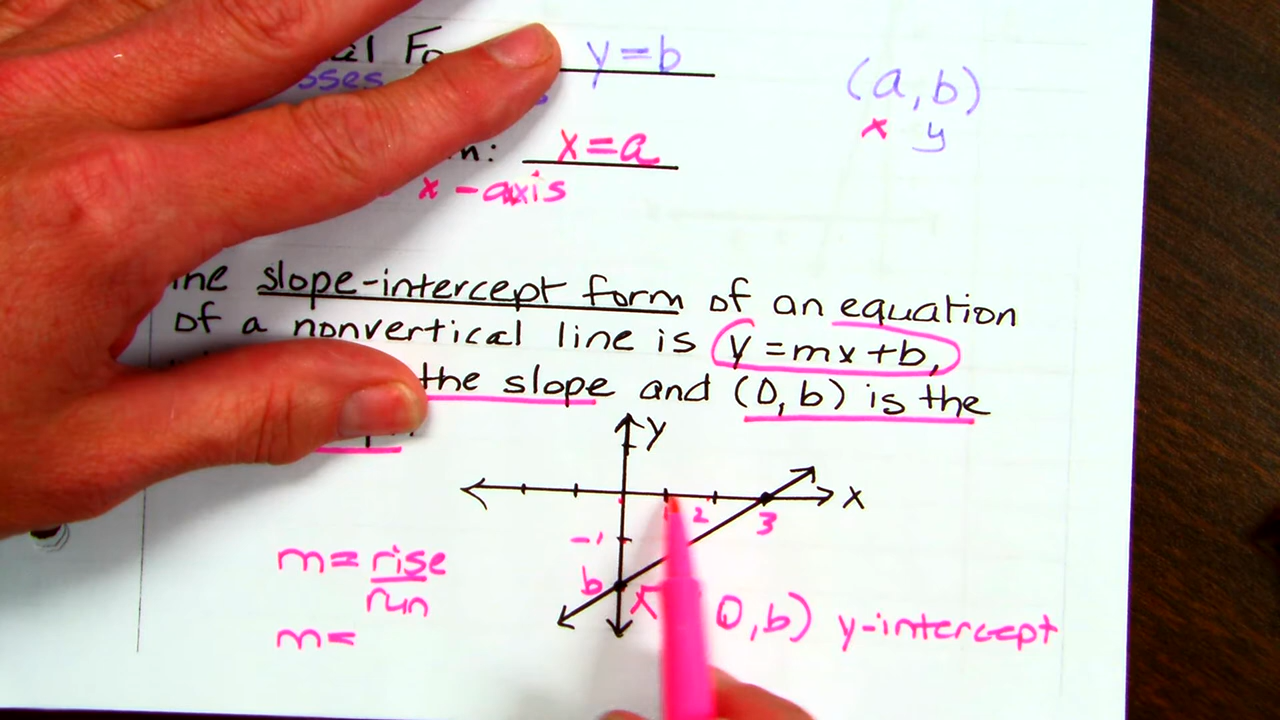 y=b
(a,b)
x y
x=a
x-axis
slope-intercept form of an equation
of a nonvertical line is y=mx+b,
the slope and (0,b) is the
y
x
2 3
-1
b
m= rise
run
0,b) y-intercept
m=